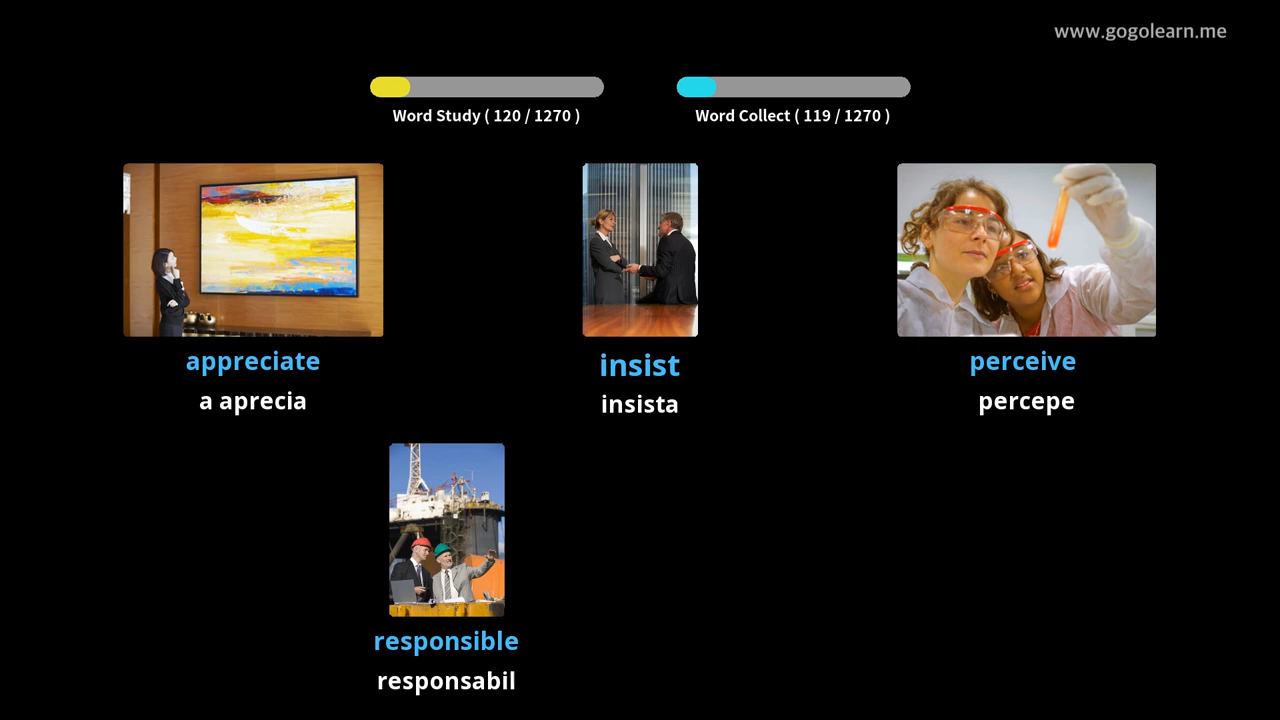 www.gogolearn.me
Word Study ( 120 / 1270 )
Word Collect ( 119 / 1270 )
appreciate
a aprecia
insist
insista
perceive
percepe
responsible
responsabil